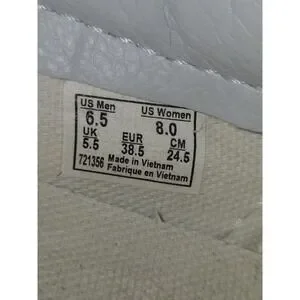 US Men US Women
6.5 8.0
UK EUR CM
5.5 38.5 24.5
721356 Made in Vietnam
Fabrique en Vietnam